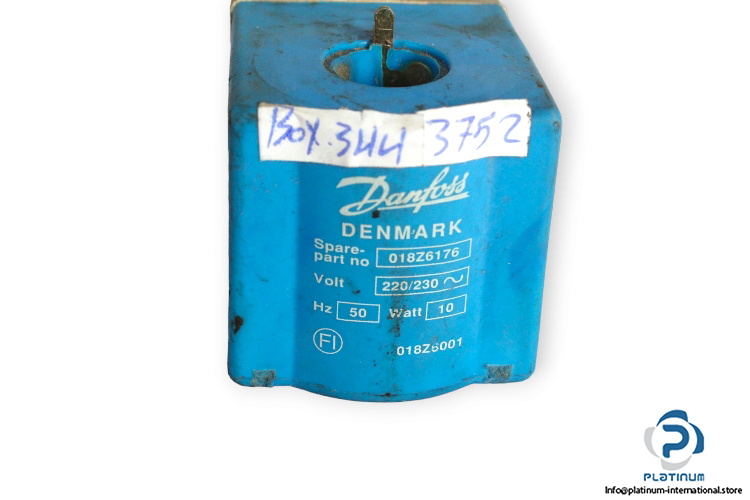 Box.344 3752
Danfoss
DENMARK
Spare-
part no 018Z6176
Volt 220/230 ~
Hz 50 Watt 10
FI
018Z6001
PLATINUM
Info@platinum-international.store